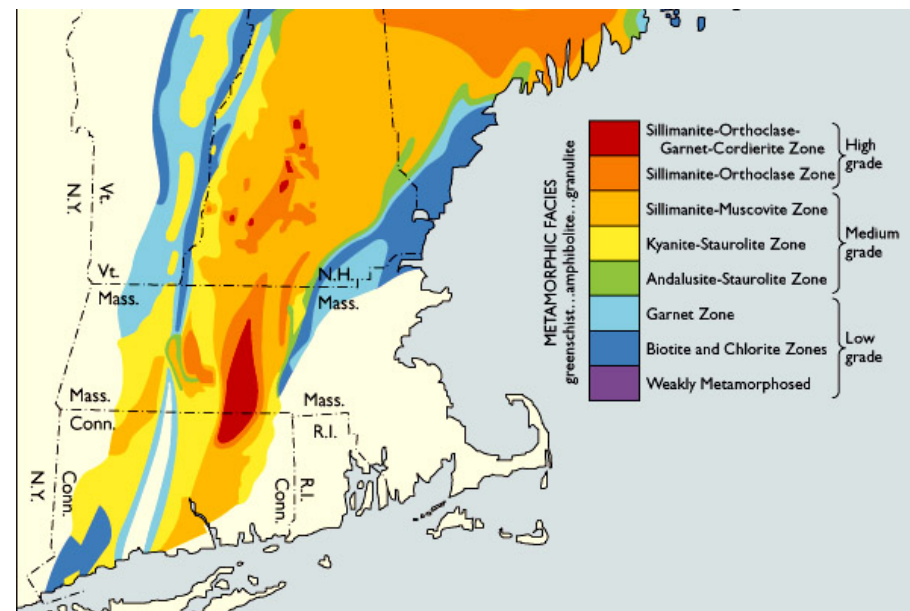 Vt.
N.Y.
Vt.
Mass.
N.H.
Mass.
Mass.
Conn.
Mass.
R.I.
N.Y.
Conn.
R.I.
Conn.
METAMORPHIC FACIES
greenschist...amphibolite...granulite
Sillimanite-Orthoclase-
Garnet-Cordierite Zone
Sillimanite-Orthoclase Zone
High
grade
Sillimanite-Muscovite Zone
Kyanite-Staurolite Zone
Andalusite-Staurolite Zone
Medium
grade
Garnet Zone
Biotite and Chlorite Zones
Weakly Metamorphosed
Low
grade